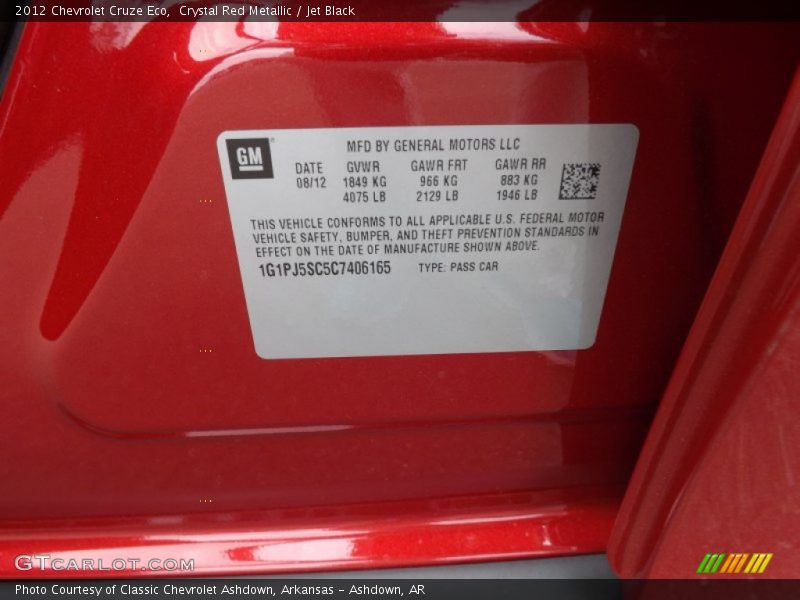 2012 Chevrolet Cruze Eco,  Crystal Red Metallic / Jet Black
GM
MFD BY GENERAL MOTORS LLC
DATE GVWR GAWR FRT GAWR RR
08/12 1849 KG 966 KG 883 KG
4075 LB 2129 LB 1946 LB
THIS VEHICLE CONFORMS TO ALL APPLICABLE U.S. FEDERAL MOTOR
VEHICLE SAFETY, BUMPER, AND THEFT PREVENTION STANDARDS IN
EFFECT ON THE DATE OF MANUFACTURE SHOWN ABOVE.
1G1PJ5SC5C7406165 TYPE: PASS CAR
GTCARLOT.COM
Photo Courtesy of Classic Chevrolet Ashdown, Arkansas - Ashdown, AR